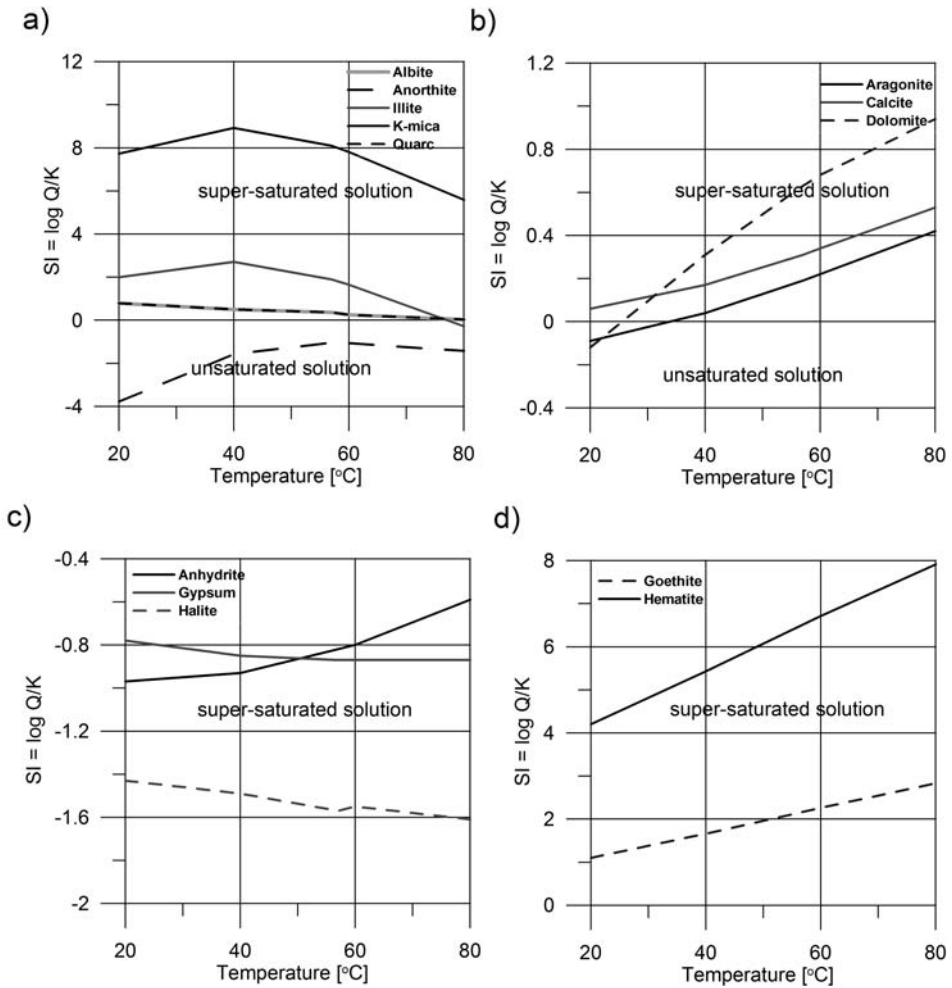 a)
12
8
4
0
-4
SI = log Q/K
Albite
Anorthite
Illite
K-mica
Quarc
super-saturated solution
unsaturated solution
20 40 60 80
Temperature [°C]
b)
1.2
0.8
0.4
0
-0.4
SI = log Q/K
Aragonite
Calcite
Dolomite
super-saturated solution
unsaturated solution
20 40 60 80
Temperature [°C]
c)
-0.4
-0.8
-1.2
-1.6
-2
SI = log Q/K
Anhydrite
Gypsum
Halite
super-saturated solution
20 40 60 80
Temperature [°C]
d)
8
6
4
2
0
SI = log Q/K
Goethite
Hematite
super-saturated solution
20 40 60 80
Temperature [°C]